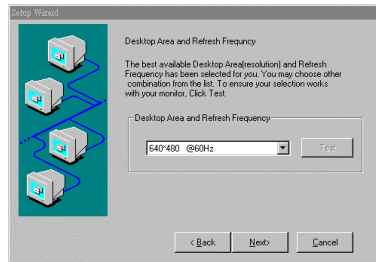 Setup Wizard
Desktop Area and Refresh Frequncy
The best available Desktop Area(resolution) and Refresh
Frequency has been selected for you. You may choose other
combination from the list. To ensure your selection works
with your monitor, Click Test.
Desktop Area and Refresh Frequency
640*480 @60Hz
Test
< Back
Next>
Cancel